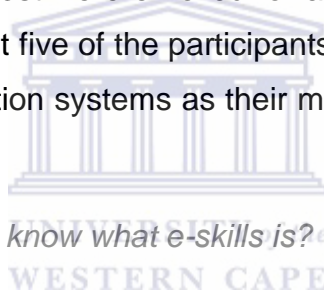 t five of the participants
tion systems as their m
know what e-skills is?
UNIVERSITY of the
WESTERN CAPE